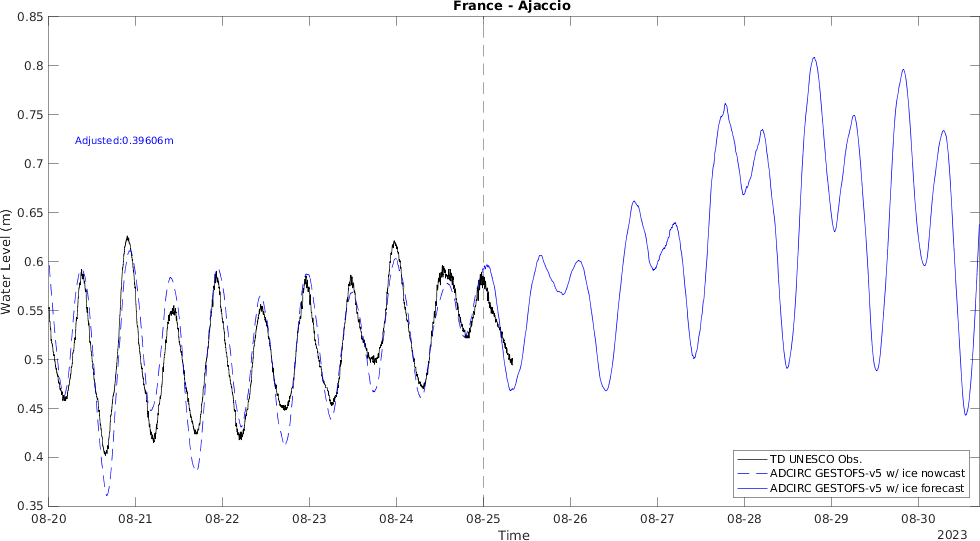 France - Ajaccio
0.85
0.8
0.75
0.7
0.65
0.6
0.55
0.5
0.45
0.4
0.35
Water Level (m)
Adjusted:0.39606m
TD UNESCO Obs.
ADCIRC GESTOFS-v5 w/ ice nowcast
ADCIRC GESTOFS-v5 w/ ice forecast
08-20 08-21 08-22 08-23 08-24 08-25 08-26 08-27 08-28 08-29 08-30
Time
2023